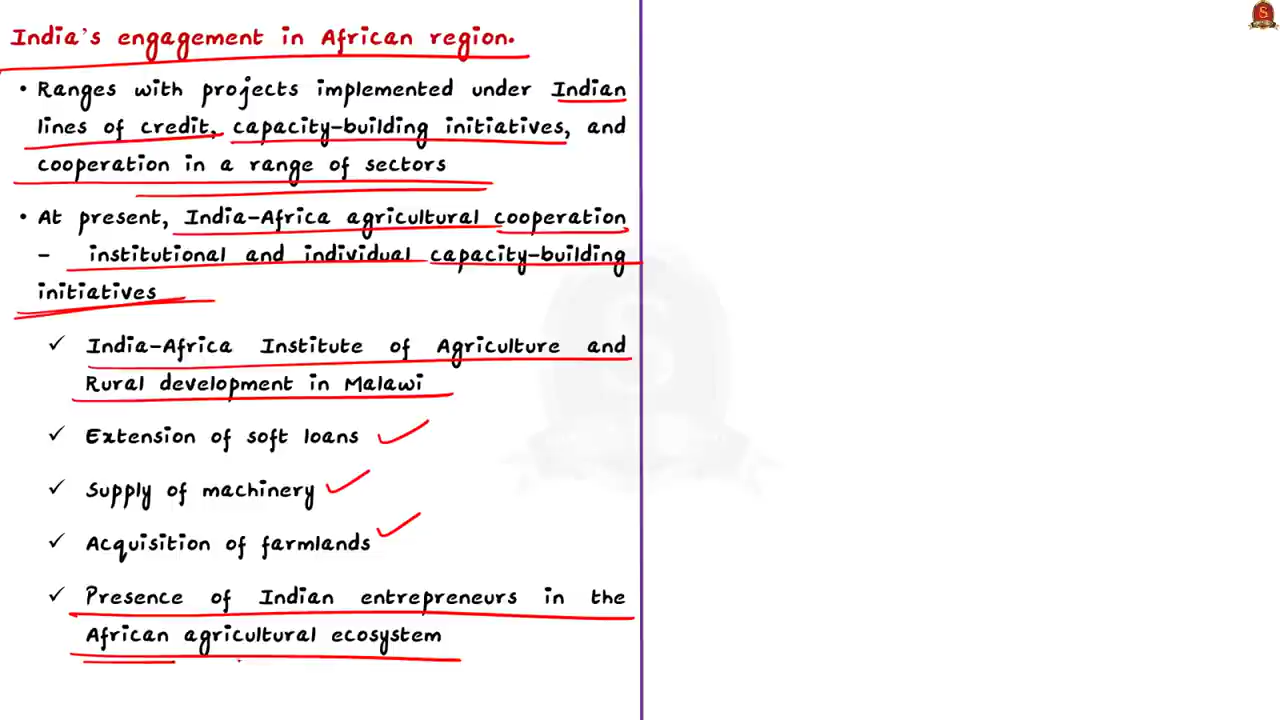 India's engagement in African region.
• Ranges with projects implemented under Indian
lines of credit, capacity-building initiatives, and
cooperation in a range of sectors
• At present, India-Africa agricultural cooperation
- institutional and individual capacity-building
initiatives
✓ India-Africa Institute of Agriculture and
Rural development in Malawi
✓ Extension of soft loans
✓ Supply of machinery
✓ Acquisition of farmlands
✓ Presence of Indian entrepreneurs in the
African agricultural ecosystem